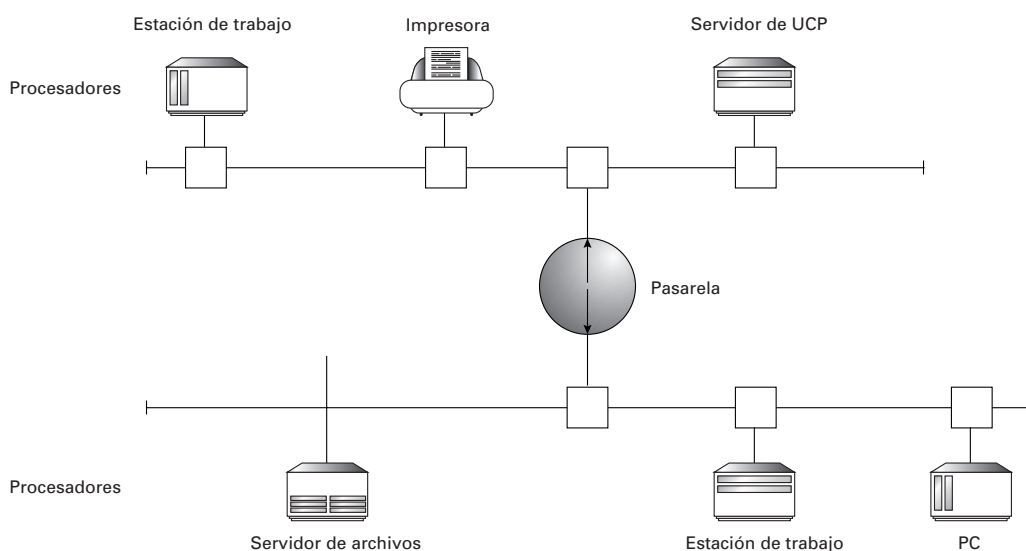 Estación de trabajo
Impresora
Servidor de UCP
Procesadores
Pasarela
Procesadores
Servidor de archivos
Estación de trabajo
PC